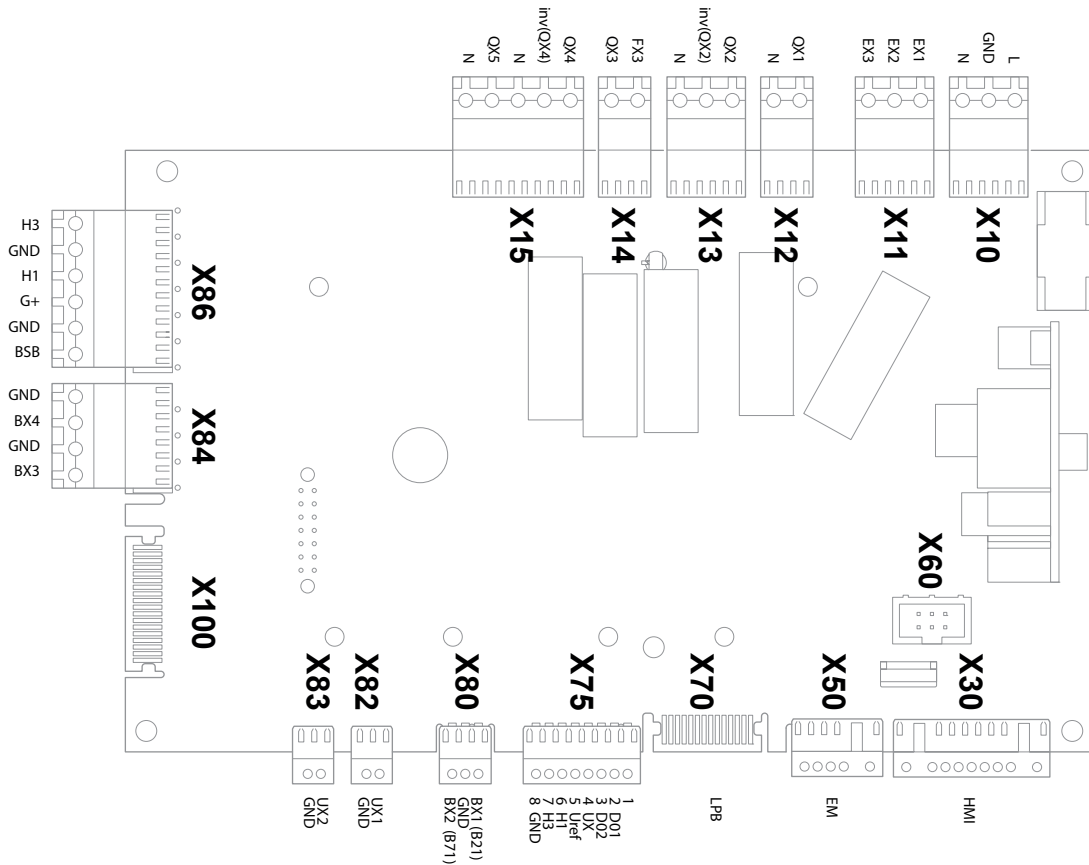 N
QX5
N
inv(QX4)
QX4
QX3
FX3
N
inv(QX2)
QX2
N
QX1
EX3
EX2
EX1
N
GND
L
X15
X14
X13
X12
X11
X10
H3
GND
H1
G+
GND
BSB
X86
GND
BX4
GND
BX3
X84
X100
X60
X83
X82
X80
X75
X70
X50
X30
GND
UX2
GND
UX1
BX2 (B71)
GND
BX1 (B21)
8 GND
7 H3
6 H1
5 Uref
4 UX
3 D02
2 D01
1
LPB
EM
HMI